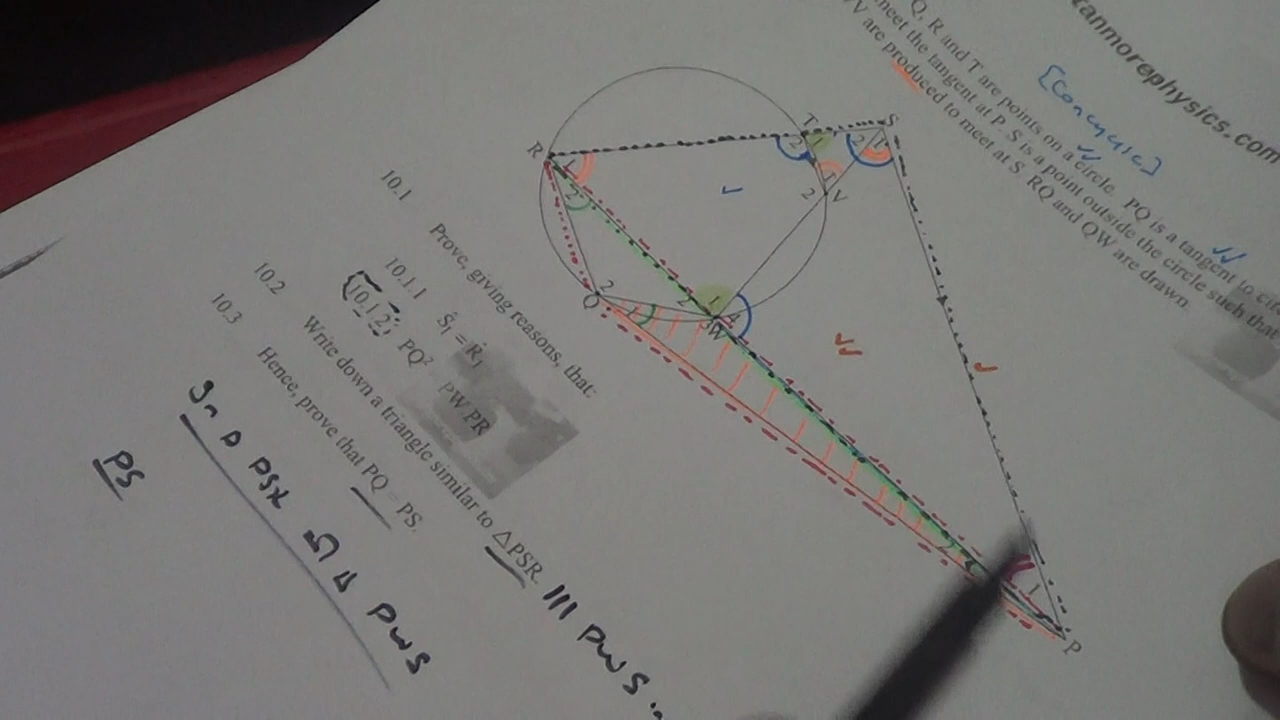 tanmorephysics.com
[Concyclic]
Q, R and T are points on a circle. PQ is a tangent to
meet the tangent at P. S is a point outside the circle such that
V are produced to meet at S. RQ and QW are drawn.
R
T
S
V
Q
W
P
10.1 Prove, giving reasons, that:
10.1.1 Ŝ1 = R̂1
10.1.2 PQ² PW.PR
10.2 Write down a triangle similar to △PSR. ||| PWS
10.3 Hence, prove that PQ = PS.
In Δ PSR & Δ PWS
PS